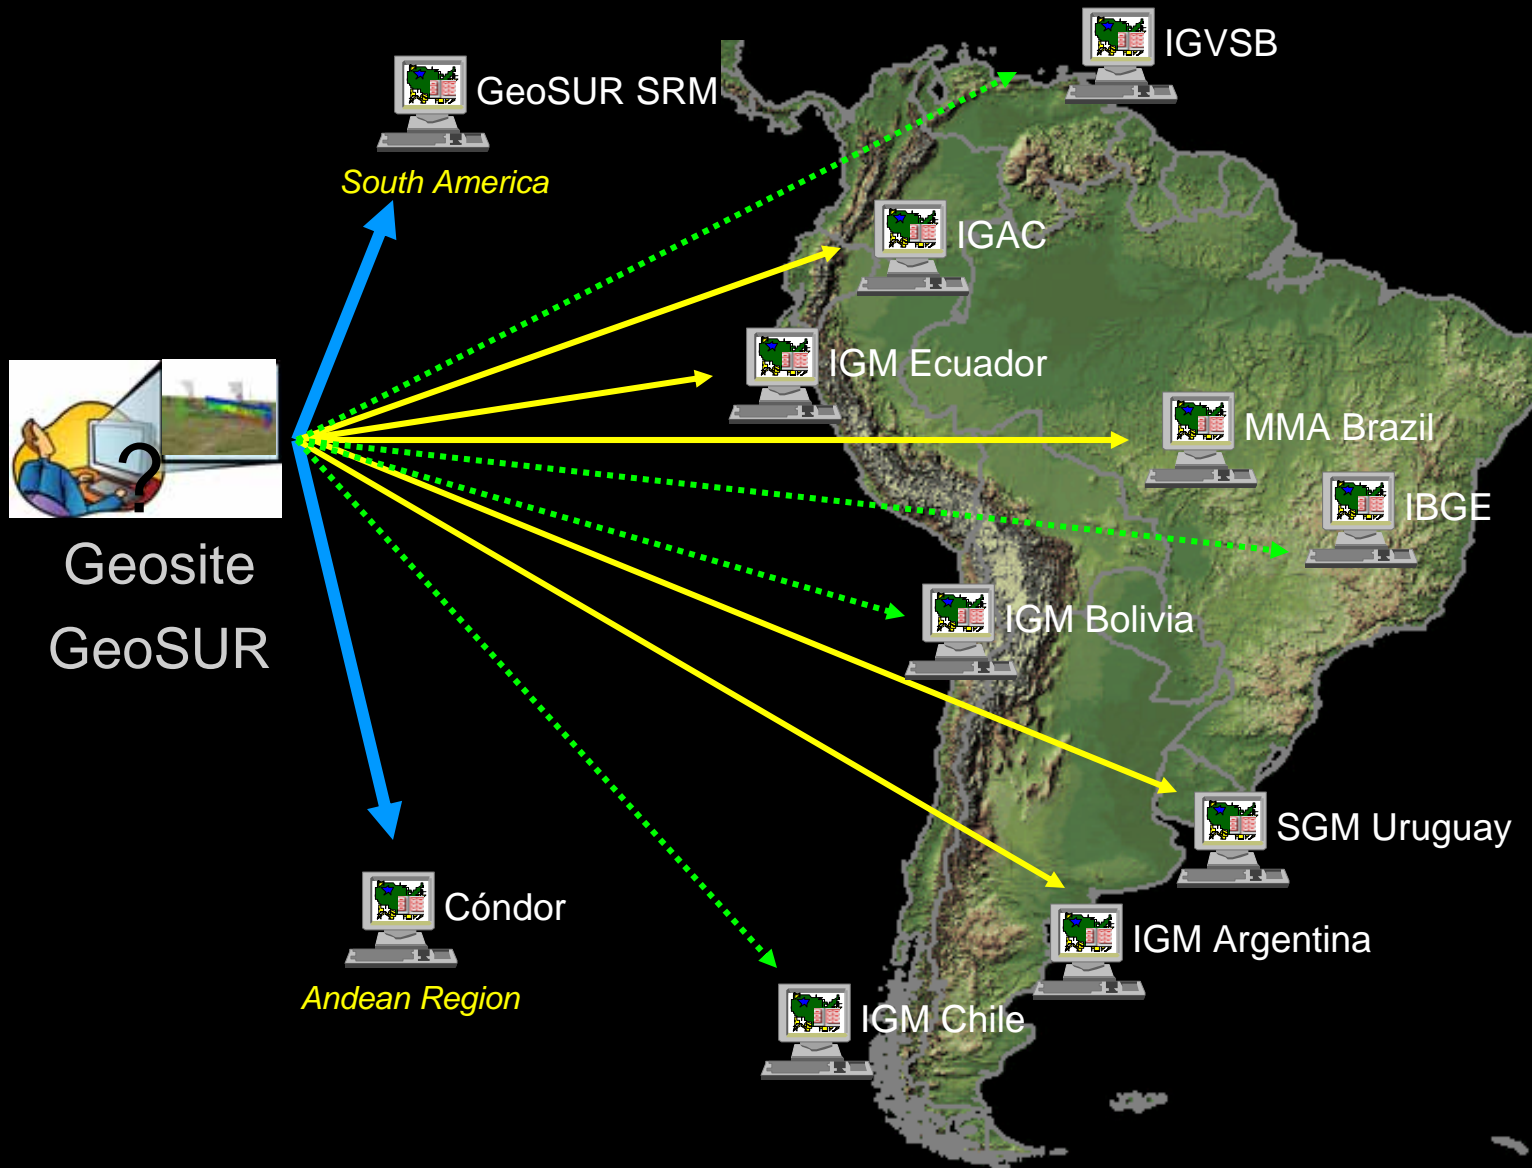 IGVSB
GeoSUR SRM
South America
IGAC
IGM Ecuador
MMA Brazil
?
IBGE
Geosite
GeoSUR
IGM Bolivia
SGM Uruguay
Cóndor
IGM Argentina
Andean Region
IGM Chile